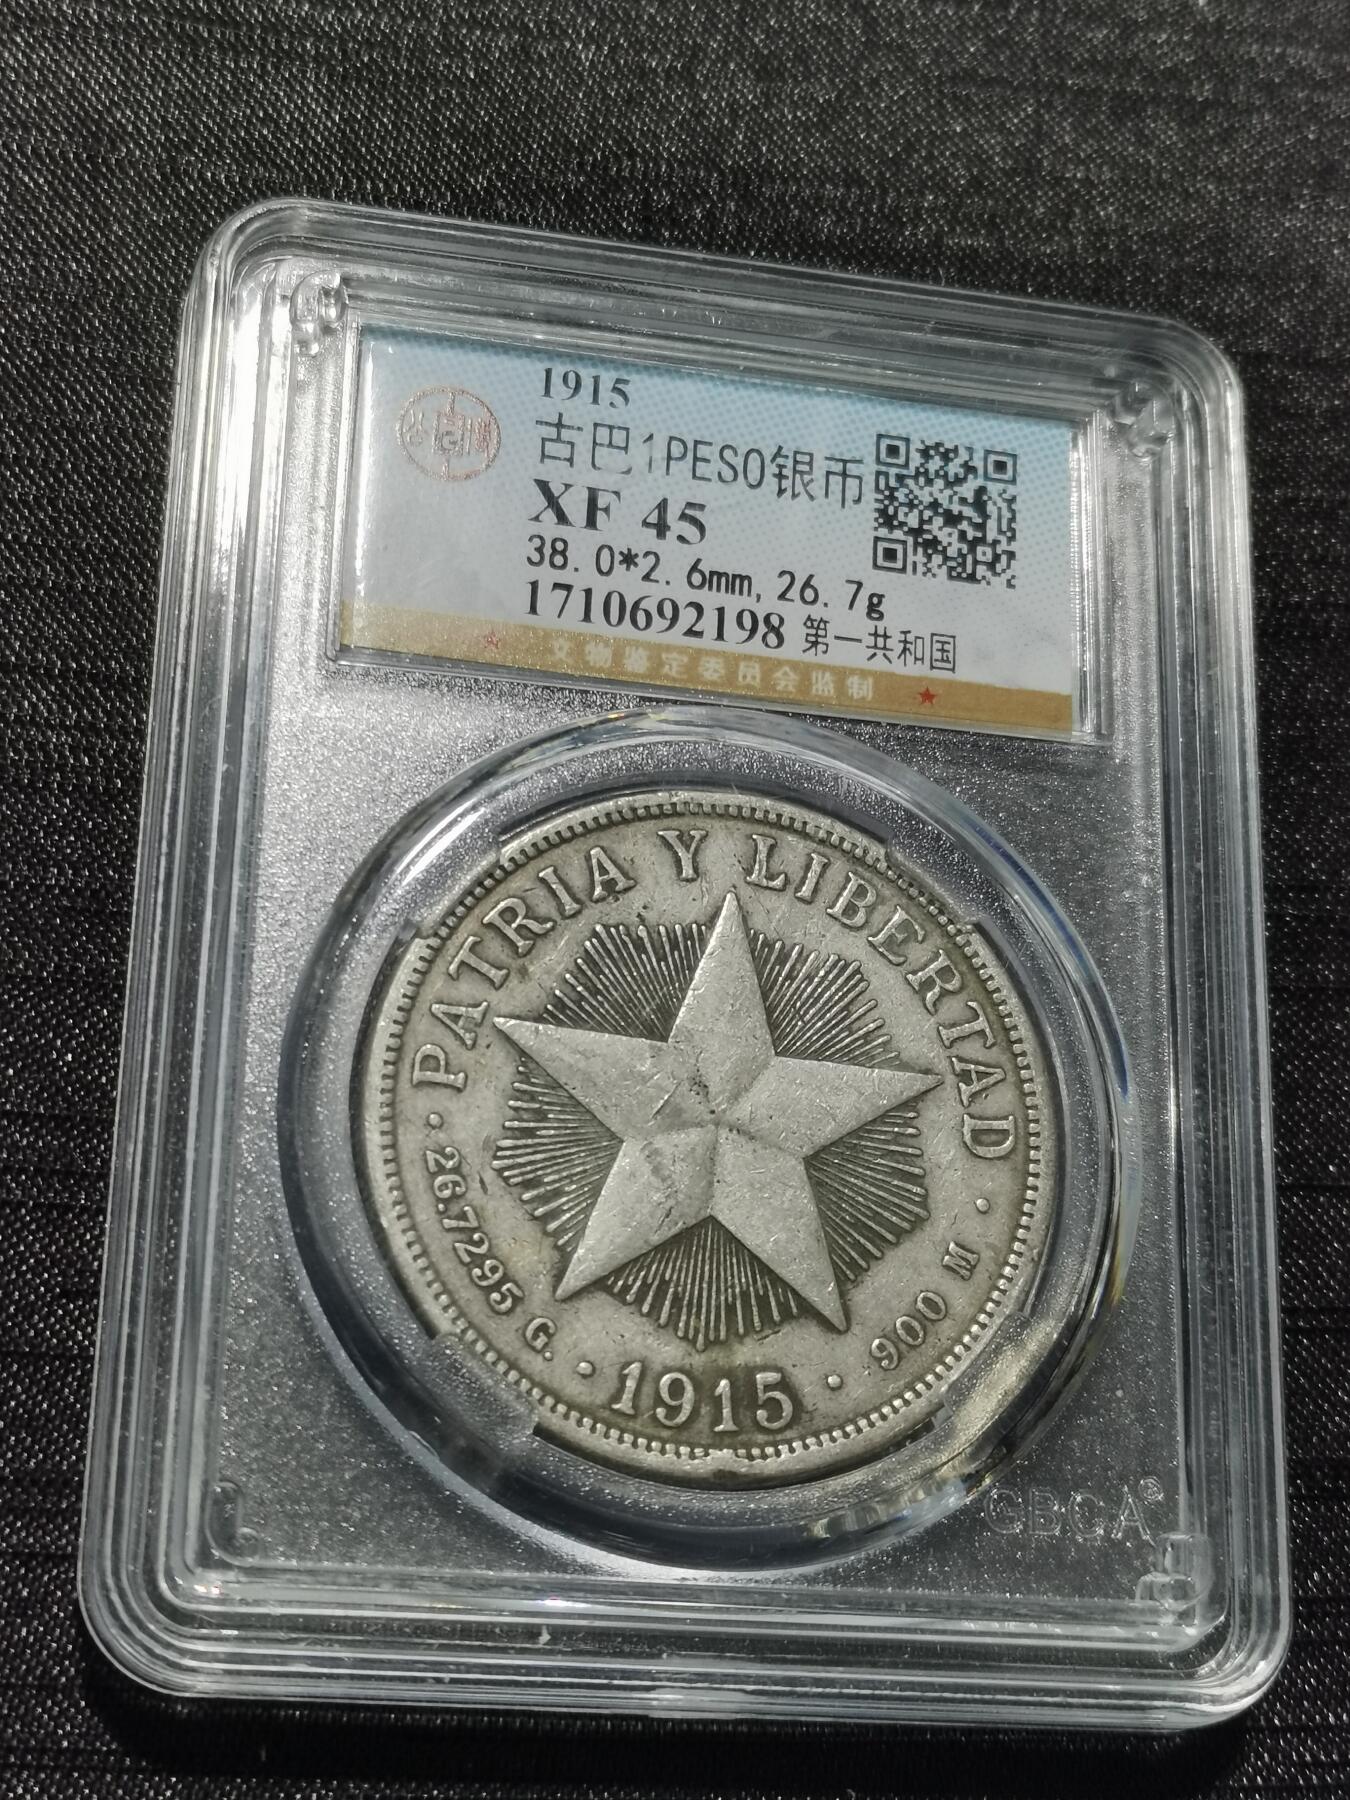 1915
古巴1PESO银币
XF 45
38.0*2.6mm,26.7g
1710692198 第一共和国
文物鉴定委员会监制
· PATRIA Y LIBERTAD ·
26.7295 G. · 1915 · 900 M
GBCA®